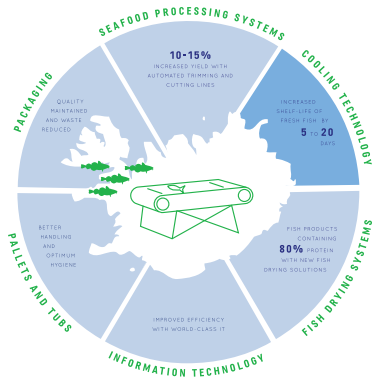 SEAFOOD PROCESSING SYSTEMS
10-15%
INCREASED YIELD WITH
AUTOMATED TRIMMING AND
CUTTING LINES
COOLING TECHNOLOGY
INCREASED
SHELF-LIFE OF
FRESH FISH BY
5 TO 20
DAYS
FISH DRYING SYSTEMS
FISH PRODUCTS
CONTAINING
80% PROTEIN
WITH NEW FISH
DRYING SOLUTIONS
INFORMATION TECHNOLOGY
IMPROVED EFFICIENCY
WITH WORLD-CLASS IT
PALLETS AND TUBS
BETTER
HANDLING
AND
OPTIMUM
HYGIENE
PACKAGING
QUALITY
MAINTAINED
AND WASTE
REDUCED